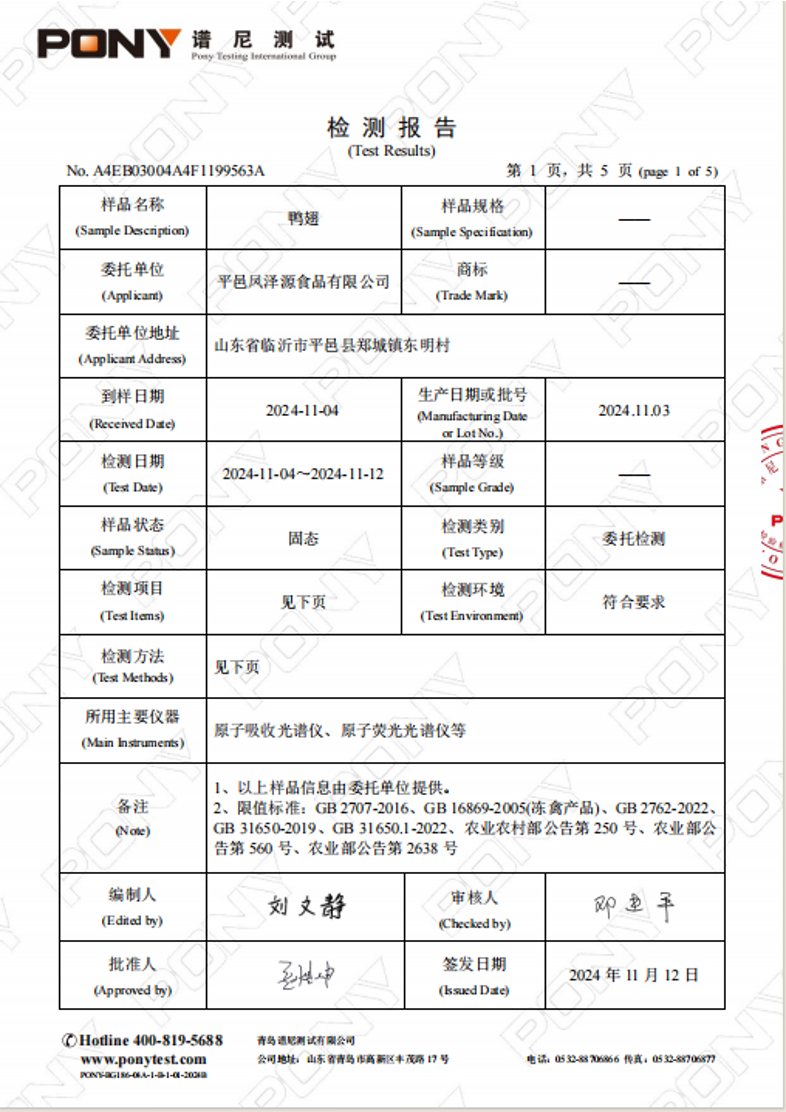 PONY 谱尼测试
Pony Testing International Group
检测报告
(Test Results)
No. A4EB03004A4F1199563A 第 1 页，共 5 页 (page 1 of 5)
样品名称
(Sample Description)
鸭翅
样品规格
(Sample Specification)
——
委托单位
(Applicant)
平邑凤泽源食品有限公司
商标
(Trade Mark)
——
委托单位地址
(Applicant Address)
山东省临沂市平邑县郑城镇东明村
到样日期
(Received Date)
2024-11-04
生产日期或批号
(Manufacturing Date
or Lot No.)
2024.11.03
检测日期
(Test Date)
2024-11-04～2024-11-12
样品等级
(Sample Grade)
——
样品状态
(Sample Status)
固态
检测类别
(Test Type)
委托检测
检测项目
(Test Items)
见下页
检测环境
(Test Environment)
符合要求
检测方法
(Test Methods)
见下页
所用主要仪器
(Main Instruments)
原子吸收光谱仪、原子荧光光谱仪等
备注
(Note)
1、以上样品信息由委托单位提供。
2、限值标准：GB 2707-2016、GB 16869-2005(冻禽产品)、GB 2762-2022、
GB 31650-2019、GB 31650.1-2022、农业农村部公告第 250 号、农业部公
告第 560 号、农业部公告第 2638 号
编制人
(Edited by)
刘文静
审核人
(Checked by)
批准人
(Approved by)
签发日期
(Issued Date)
2024 年 11 月 12 日
Hotline 400-819-5688
www.ponytest.com
PONY-BG186-08A-1-B-1-01-2024B
青岛谱尼测试有限公司
公司地址：山东省青岛市高新区丰茂路 17 号
电话：0532-88706866 传真：0532-88706877